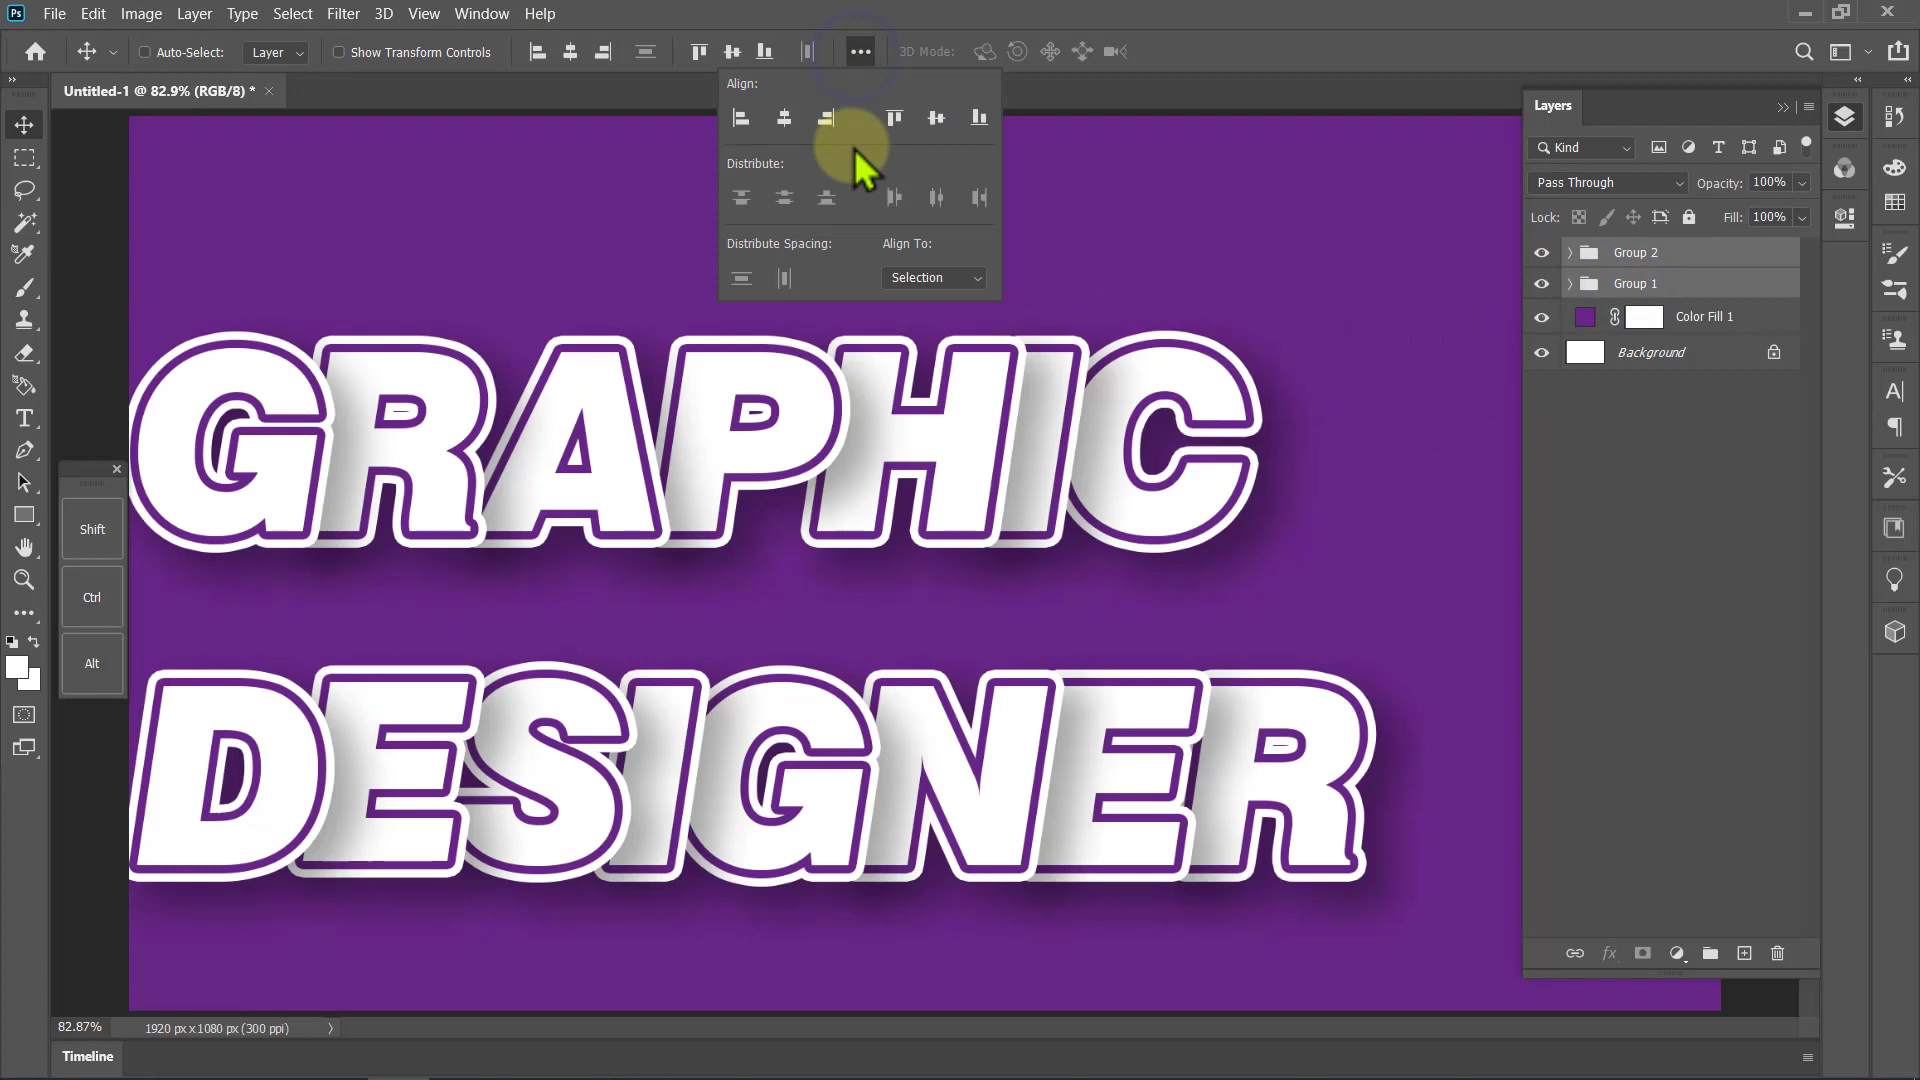 Ps File Edit Image Layer Type Select Filter 3D View Window Help
Auto-Select: Layer Show Transform Controls 3D Mode:
Untitled-1 @ 82.9% (RGB/8) *
Align:
Distribute:
Distribute Spacing: Align To:
Selection
Layers
Kind
Pass Through Opacity: 100%
Lock: Fill: 100%
Group 2
Group 1
Color Fill 1
Background
GRAPHIC
DESIGNER
Shift
Ctrl
Alt
82.87% 1920 px x 1080 px (300 ppi)
Timeline